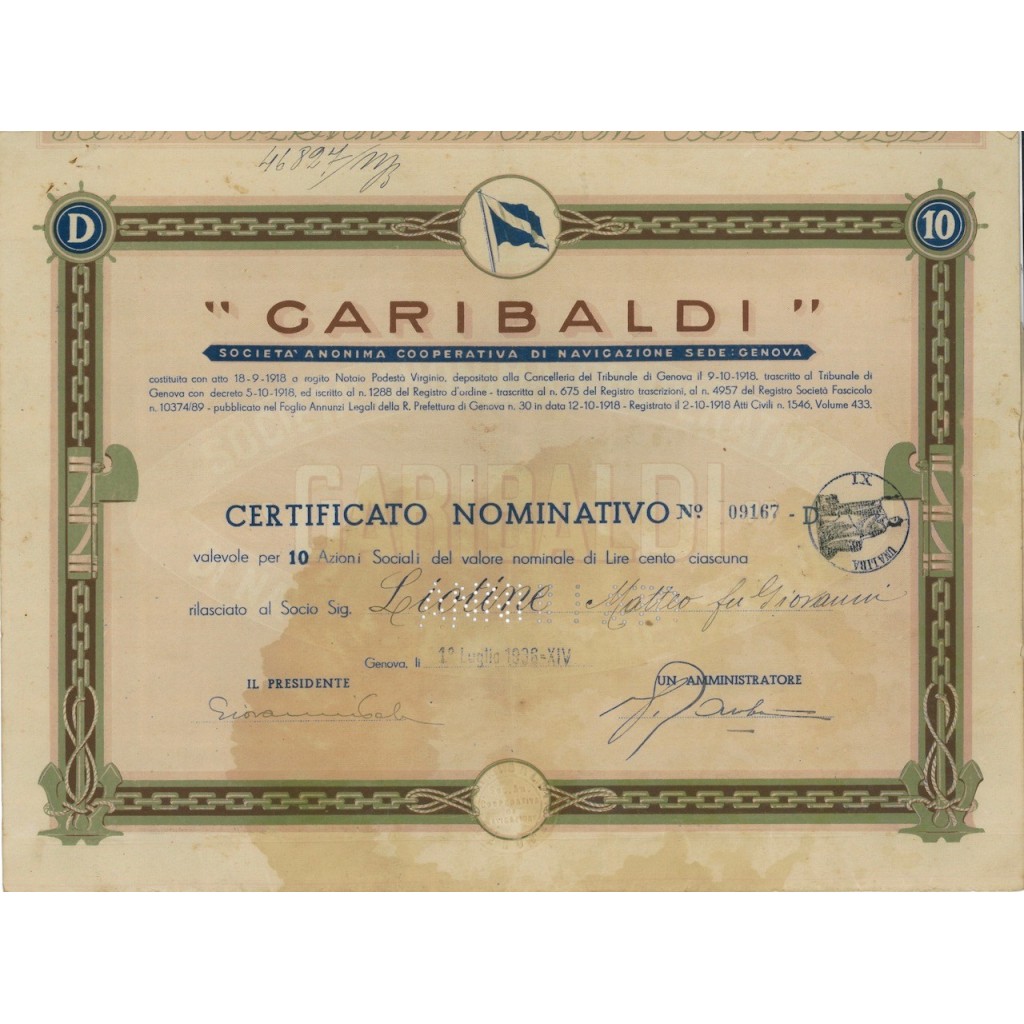 46827/
D
10
" GARIBALDI "
SOCIETA' ANONIMA COOPERATIVA DI NAVIGAZIONE SEDE: GENOVA
costituita con atto 18-9-1918 a rogito Notaio Podestà Virginio, depositato alla Cancelleria del Tribunale di Genova il 9-10-1918, trascritto al Tribunale di
Genova con decreto 5-10-1918, ed iscritto al n. 1288 del Registro d'ordine - trascritta al n. 675 del Registro trascrizioni, al n. 4957 del Registro Società Fascicolo
n. 10374/89 - pubblicato nel Foglio Annunzi Legali della R. Prefettura di Genova n. 30 in data 12-10-1918 - Registrato il 2-10-1918 Atti Civili n. 1546, Volume 433.
GARIBALDI
IX
UNA LIRA
CERTIFICATO NOMINATIVO Nº 09167 - D
valevole per 10 Azioni Sociali del valore nominale di Lire cento ciascuna
rilasciato al Socio Sig. Matteo fu Giovanni
Genova, li 1º Luglio 1936=XIV
IL PRESIDENTE
UN AMMINISTRATORE